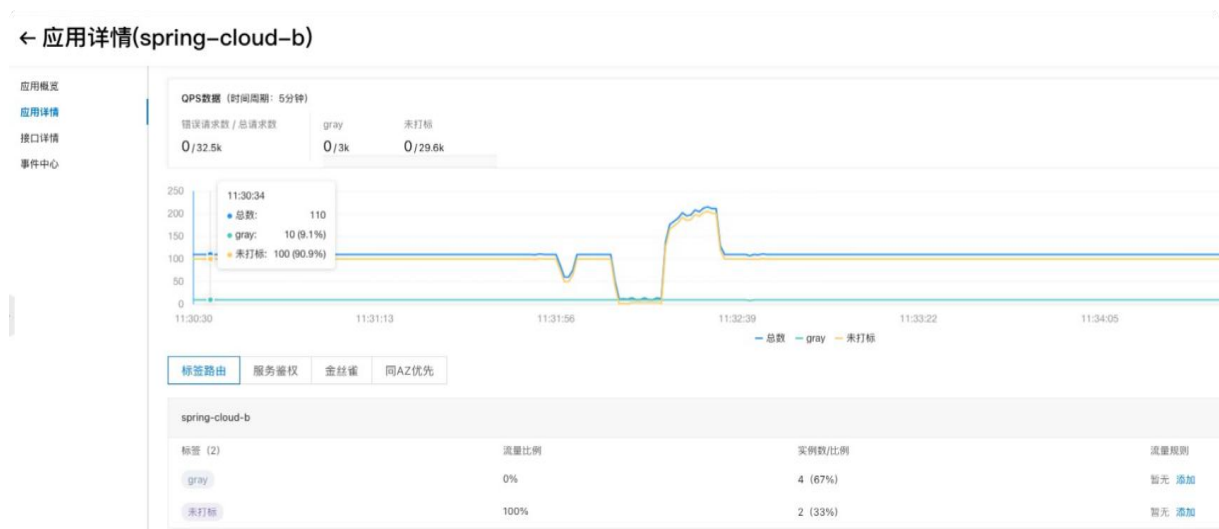 ← 应用详情(spring-cloud-b)
应用概览
应用详情
接口详情
事件中心
QPS数据（时间周期：5分钟）
错误请求数 / 总请求数 gray 未打标
0/32.5k 0/3k 0/29.6k
250
200
150
100
50
0
11:30:34
总数: 110
gray: 10 (9.1%)
未打标: 100 (90.9%)
11:30:30 11:31:13 11:31:56 11:32:39 11:33:22 11:34:05
总数 gray 未打标
标签路由 服务鉴权 金丝雀 同AZ优先
spring-cloud-b
标签（2） 流量比例 实例数/比例 流量规则
gray 0% 4（67%） 暂无 添加
未打标 100% 2（33%） 暂无 添加